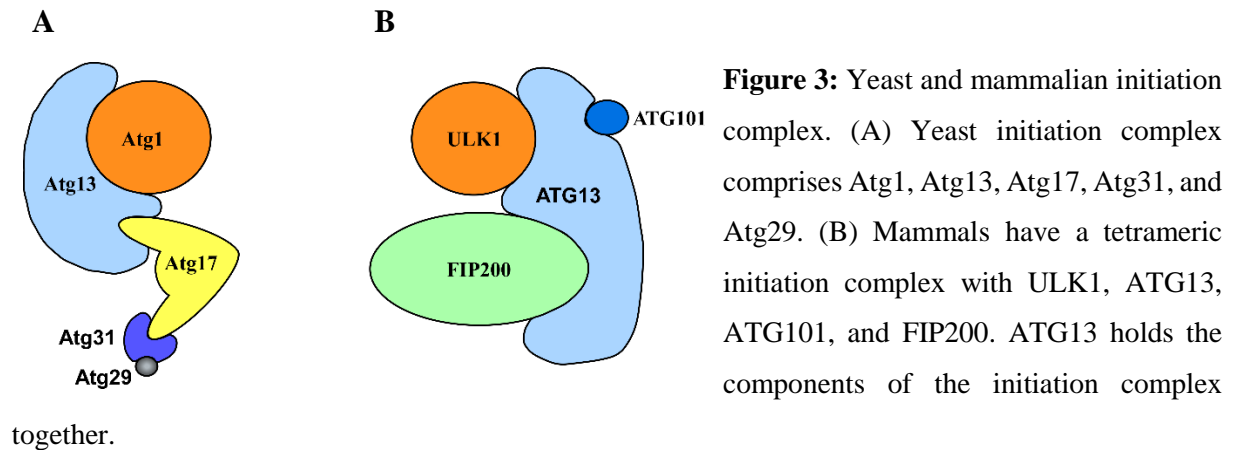 A
B
Atg1
Atg13
Atg17
Atg31
Atg29
ULK1
ATG101
ATG13
FIP200
Figure 3: Yeast and mammalian initiation
complex. (A) Yeast initiation complex
comprises Atg1, Atg13, Atg17, Atg31, and
Atg29. (B) Mammals have a tetrameric
initiation complex with ULK1, ATG13,
ATG101, and FIP200. ATG13 holds the
components of the initiation complex
together.